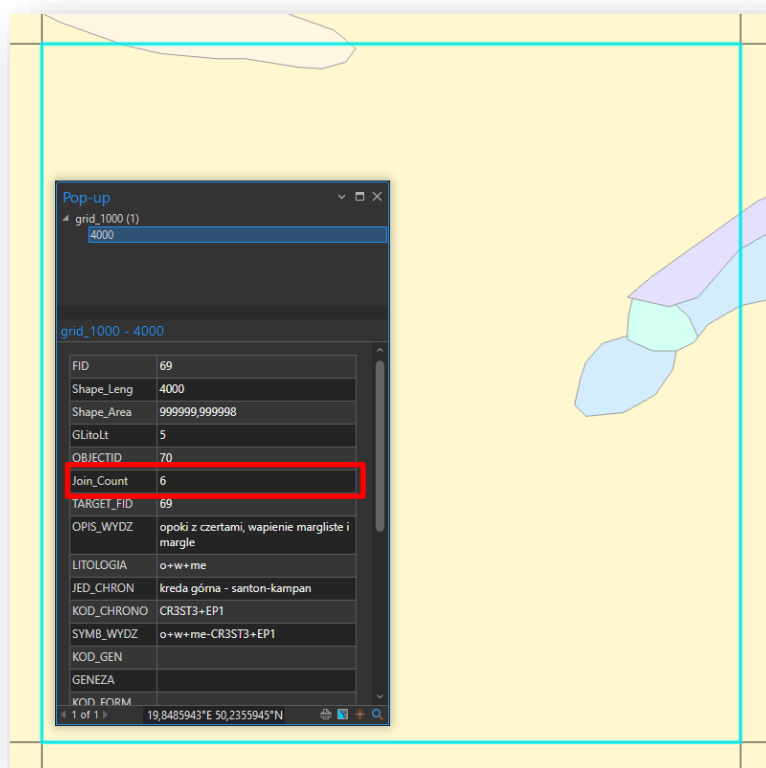 Pop-up
grid_1000 (1)
4000
grid_1000 - 4000
FID 69
Shape_Leng 4000
Shape_Area 999999,999998
GLitoLt 5
OBJECTID 70
Join_Count 6
TARGET_FID 69
OPIS_WYDZ opoki z czertami, wapienie margliste i
margle
LITOLOGIA o+w+me
JED_CHRON kreda górna - santon-kampan
KOD_CHRONO CR3ST3+EP1
SYMB_WYDZ o+w+me-CR3ST3+EP1
KOD_GEN
GENEZA
KOD_FORM
1 of 1 19,8485943°E 50,2355945°N